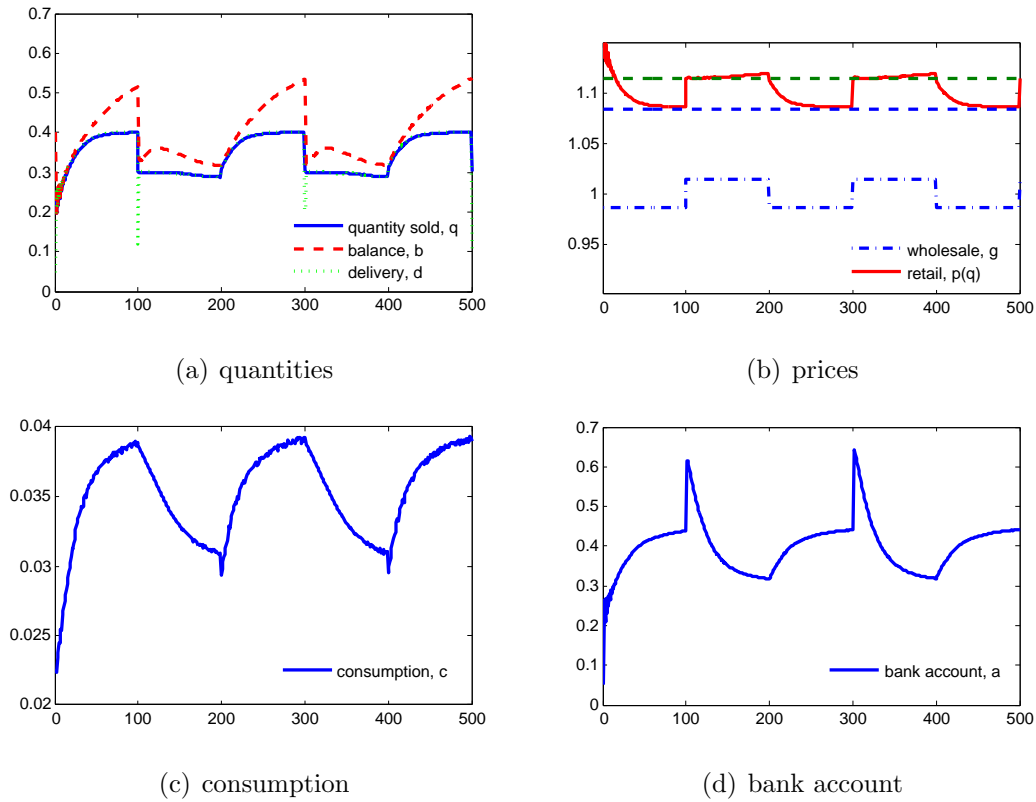 0.7
0.6
0.5
0.4
0.3
0.2
0.1
0
0 100 200 300 400 500
quantity sold, q
balance, b
delivery, d
(a) quantities
1.1
1.05
1
0.95
0 100 200 300 400 500
wholesale, g
retail, p(q)
(b) prices
0.04
0.035
0.03
0.025
0.02
0 100 200 300 400 500
consumption, c
(c) consumption
0.7
0.6
0.5
0.4
0.3
0.2
0.1
0
0 100 200 300 400 500
bank account, a
(d) bank account